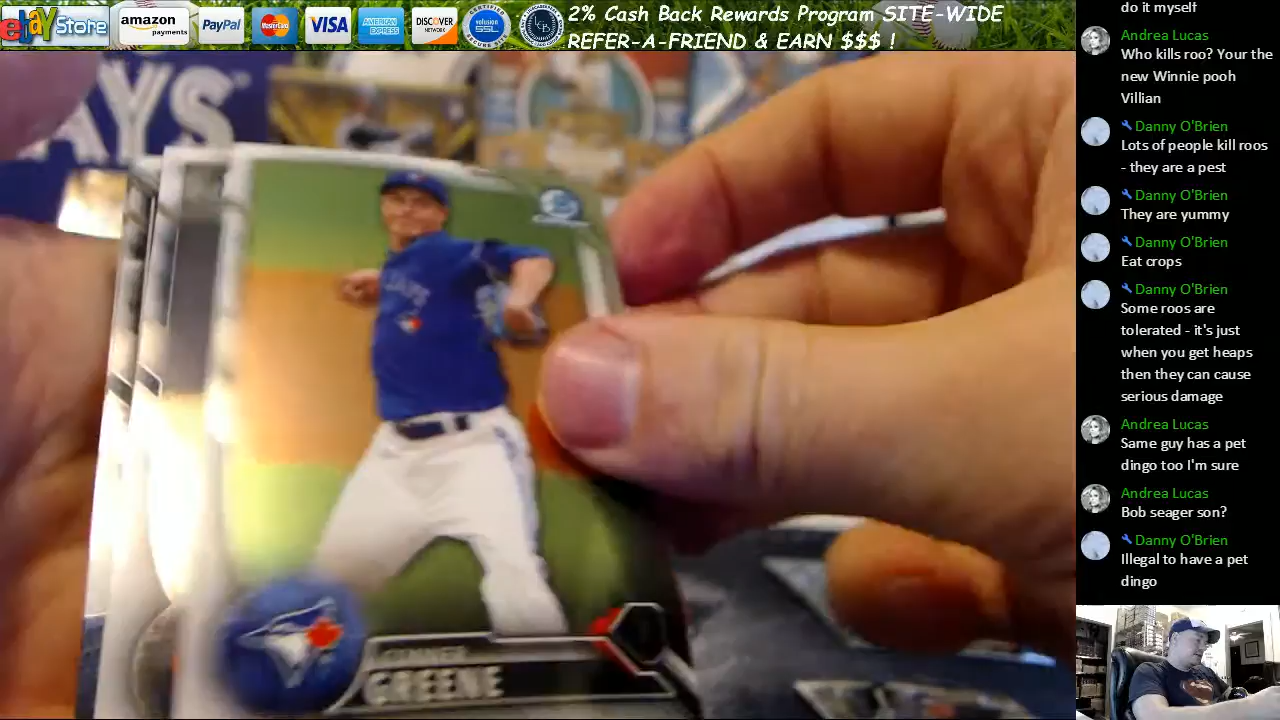 ebay Store
amazon payments
PayPal
MasterCard
VISA
AMERICAN EXPRESS
DISCOVER NETWORK
volusion SSL
2% Cash Back Rewards Program SITE-WIDE
REFER-A-FRIEND & EARN $$$ !
AYS
CONNER
GREENE
do it myself
Andrea Lucas
Who kills roo? Your the
new Winnie pooh
Villian
Danny O'Brien
Lots of people kill roos
- they are a pest
Danny O'Brien
They are yummy
Danny O'Brien
Eat crops
Danny O'Brien
Some roos are
tolerated - it's just
when you get heaps
then they can cause
serious damage
Andrea Lucas
Same guy has a pet
dingo too I'm sure
Andrea Lucas
Bob seager son?
Danny O'Brien
Illegal to have a pet
dingo